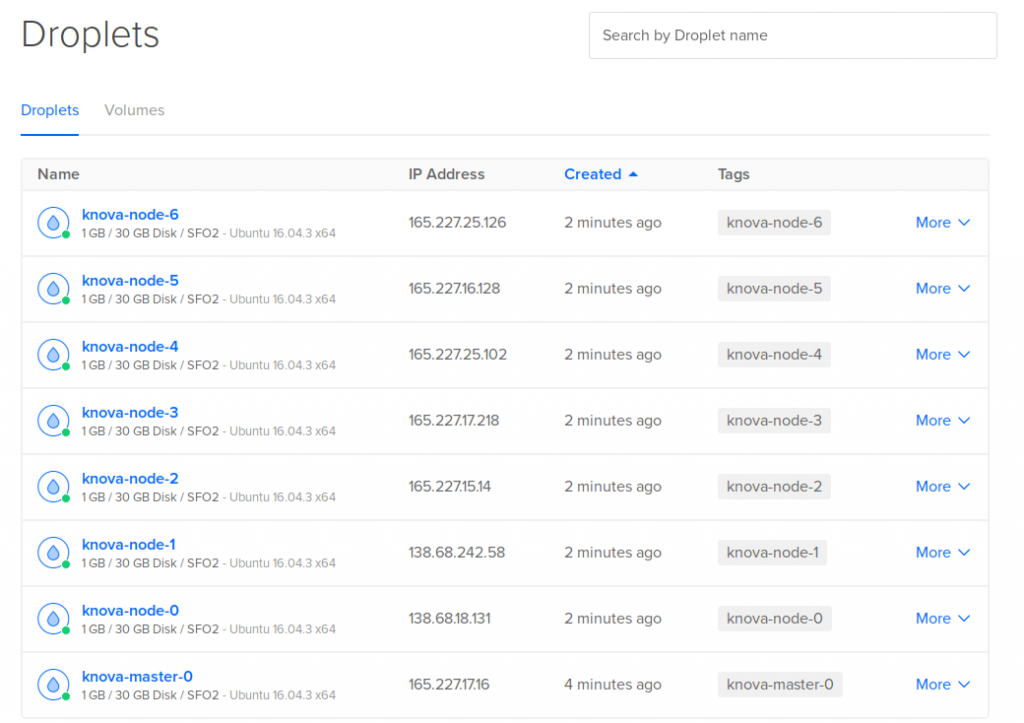 Droplets
Search by Droplet name
Droplets Volumes
Name IP Address Created Tags
knova-node-6
1 GB / 30 GB Disk / SFO2 - Ubuntu 16.04.3 x64
165.227.25.126 2 minutes ago knova-node-6 More
knova-node-5
1 GB / 30 GB Disk / SFO2 - Ubuntu 16.04.3 x64
165.227.16.128 2 minutes ago knova-node-5 More
knova-node-4
1 GB / 30 GB Disk / SFO2 - Ubuntu 16.04.3 x64
165.227.25.102 2 minutes ago knova-node-4 More
knova-node-3
1 GB / 30 GB Disk / SFO2 - Ubuntu 16.04.3 x64
165.227.17.218 2 minutes ago knova-node-3 More
knova-node-2
1 GB / 30 GB Disk / SFO2 - Ubuntu 16.04.3 x64
165.227.15.14 2 minutes ago knova-node-2 More
knova-node-1
1 GB / 30 GB Disk / SFO2 - Ubuntu 16.04.3 x64
138.68.242.58 2 minutes ago knova-node-1 More
knova-node-0
1 GB / 30 GB Disk / SFO2 - Ubuntu 16.04.3 x64
138.68.18.131 2 minutes ago knova-node-0 More
knova-master-0
1 GB / 30 GB Disk / SFO2 - Ubuntu 16.04.3 x64
165.227.17.16 4 minutes ago knova-master-0 More